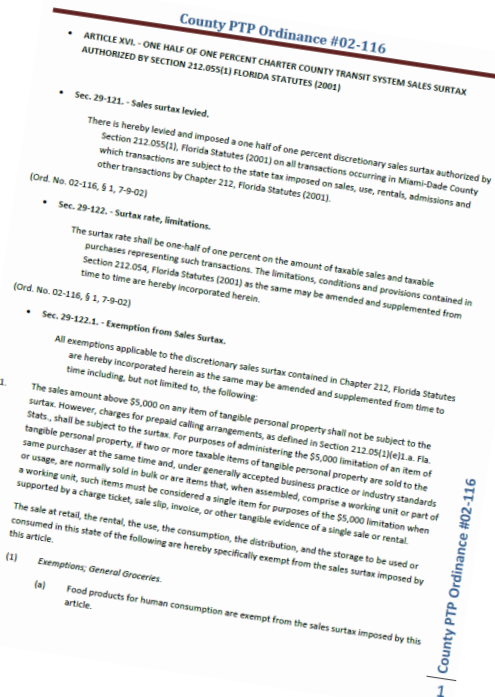 County PTP Ordinance #02-116
• ARTICLE XVI. - ONE HALF OF ONE PERCENT CHARTER COUNTY TRANSIT SYSTEM SALES SURTAX
AUTHORIZED BY SECTION 212.055(1) FLORIDA STATUTES (2001)
• Sec. 29-121. - Sales surtax levied.
There is hereby levied and imposed a one half of one percent discretionary sales surtax authorized by
Section 212.055(1), Florida Statutes (2001) on all transactions occurring in Miami-Dade County
which transactions are subject to the state tax imposed on sales, use, rentals, admissions and
other transactions by Chapter 212, Florida Statutes (2001).
(Ord. No. 02-116, § 1, 7-9-02)
• Sec. 29-122. - Surtax rate, limitations.
The surtax rate shall be one-half of one percent on the amount of taxable sales and taxable
purchases representing such transactions. The limitations, conditions and provisions contained in
Section 212.054, Florida Statutes (2001) as the same may be amended and supplemented from
time to time are hereby incorporated herein.
(Ord. No. 02-116, § 1, 7-9-02)
• Sec. 29-122.1. - Exemption from Sales Surtax.
All exemptions applicable to the discretionary sales surtax contained in Chapter 212, Florida Statutes
are hereby incorporated herein as the same may be amended and supplemented from time to
time including, but not limited to, the following:
1. The sales amount above $5,000 on any item of tangible personal property shall not be subject to the
surtax. However, charges for prepaid calling arrangements, as defined in Section 212.05(1)(e)1.a. Fla.
Stats., shall be subject to the surtax. For purposes of administering the $5,000 limitation of an item of
tangible personal property, if two or more taxable items of tangible personal property are sold to the
same purchaser at the same time and, under generally accepted business practice or industry standards
or usage, are normally sold in bulk or are items that, when assembled, comprise a working unit or part of
a working unit, such items must be considered a single item for purposes of the $5,000 limitation when
supported by a charge ticket, sale slip, invoice, or other tangible evidence of a single sale or rental.
The sale at retail, the rental, the use, the consumption, the distribution, and the storage to be used or
consumed in this state of the following are hereby specifically exempt from the sales surtax imposed by
this article.
(1) Exemptions; General Groceries.
(a) Food products for human consumption are exempt from the sales surtax imposed by this
article.
County PTP Ordinance #02-116
1